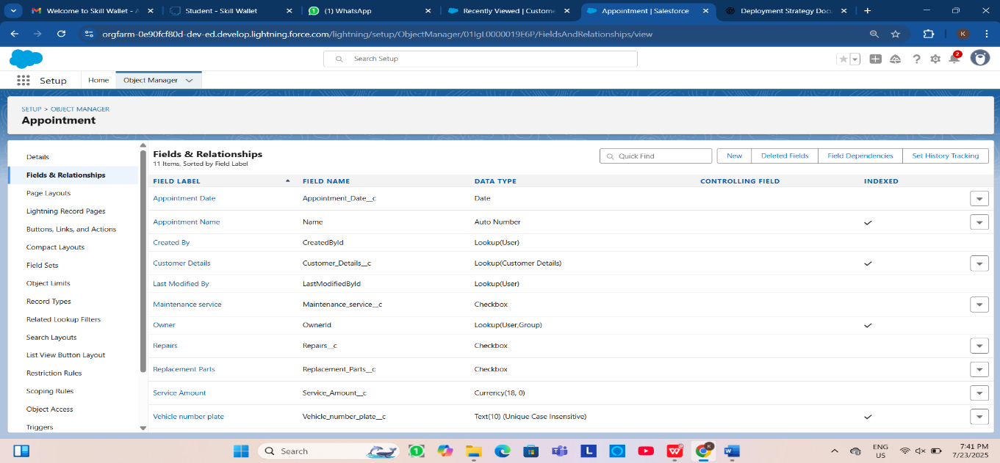 Welcome to Skill Wallet -
Student - Skill Wallet
(1) WhatsApp
Recently Viewed | Custome
Appointment | Salesforce
Deployment Strategy Docu
orgfarm-0e90fcf80d-dev-ed.develop.lightning.force.com/lightning/setup/ObjectManager/01IgL0000019E6P/FieldsAndRelationships/view
K
Search Setup
2
Setup
Home
Object Manager
SETUP > OBJECT MANAGER
Appointment
Details
Fields & Relationships
Page Layouts
Lightning Record Pages
Buttons, Links, and Actions
Compact Layouts
Field Sets
Object Limits
Record Types
Related Lookup Filters
Search Layouts
List View Button Layout
Restriction Rules
Scoping Rules
Object Access
Triggers
Fields & Relationships
11 Items, Sorted by Field Label
Quick Find
New
Deleted Fields
Field Dependencies
Set History Tracking
FIELD LABEL FIELD NAME DATA TYPE CONTROLLING FIELD INDEXED
Appointment Date Appointment_Date__c Date
Appointment Name Name Auto Number
Created By CreatedById Lookup(User)
Customer Details Customer_Details__c Lookup(Customer Details)
Last Modified By LastModifiedById Lookup(User)
Maintenance service Maintenance_service__c Checkbox
Owner OwnerId Lookup(User,Group)
Repairs Repairs__c Checkbox
Replacement Parts Replacement_Parts__c Checkbox
Service Amount Service_Amount__c Currency(18, 0)
Vehicle number plate Vehicle_number_plate__c Text(10) (Unique Case Insensitive)
Search
ENG
US
7:41 PM
7/23/2025